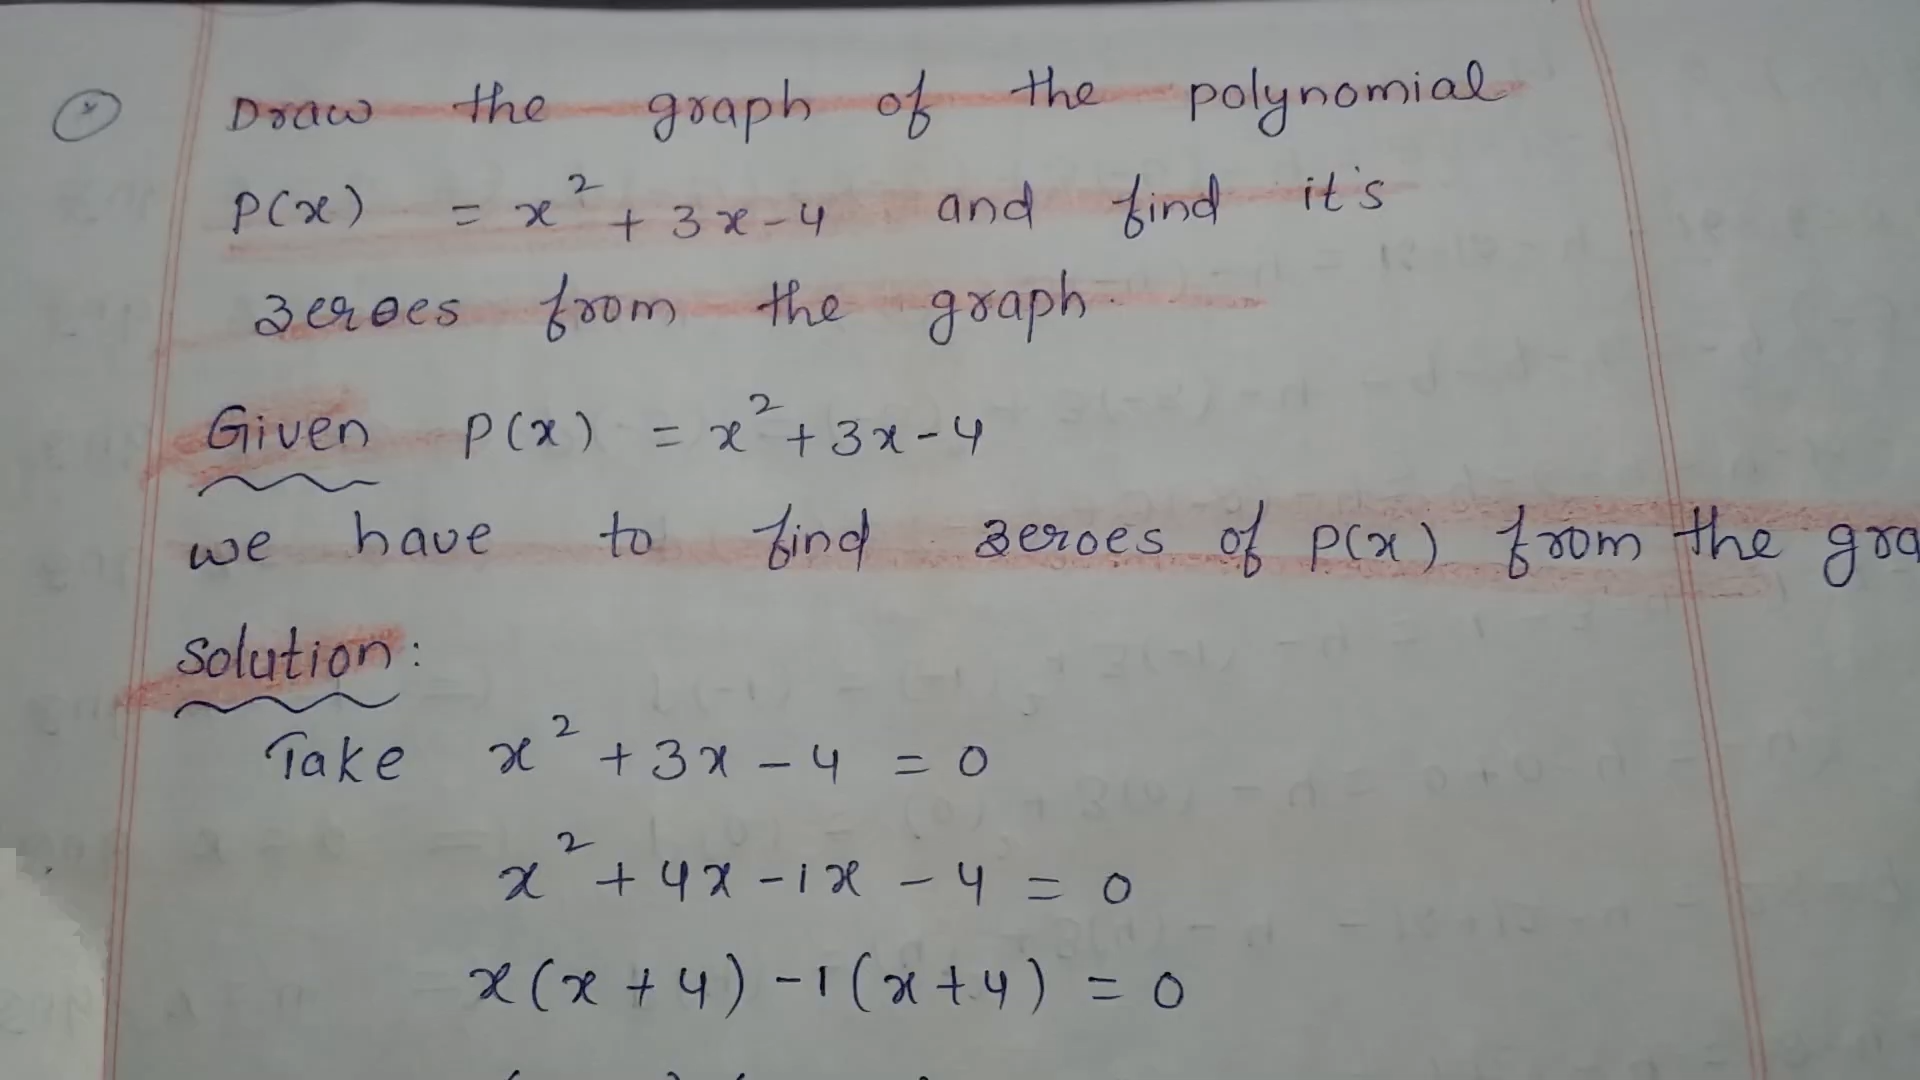 Draw the graph of the polynomial
P(x) = x² + 3x - 4 and find it's
zeroes from the graph.
Given P(x) = x² + 3x - 4
we have to find zeroes of P(x) from the gra
Solution:
Take x² + 3x - 4 = 0
x² + 4x - 1x - 4 = 0
x(x + 4) - 1(x + 4) = 0